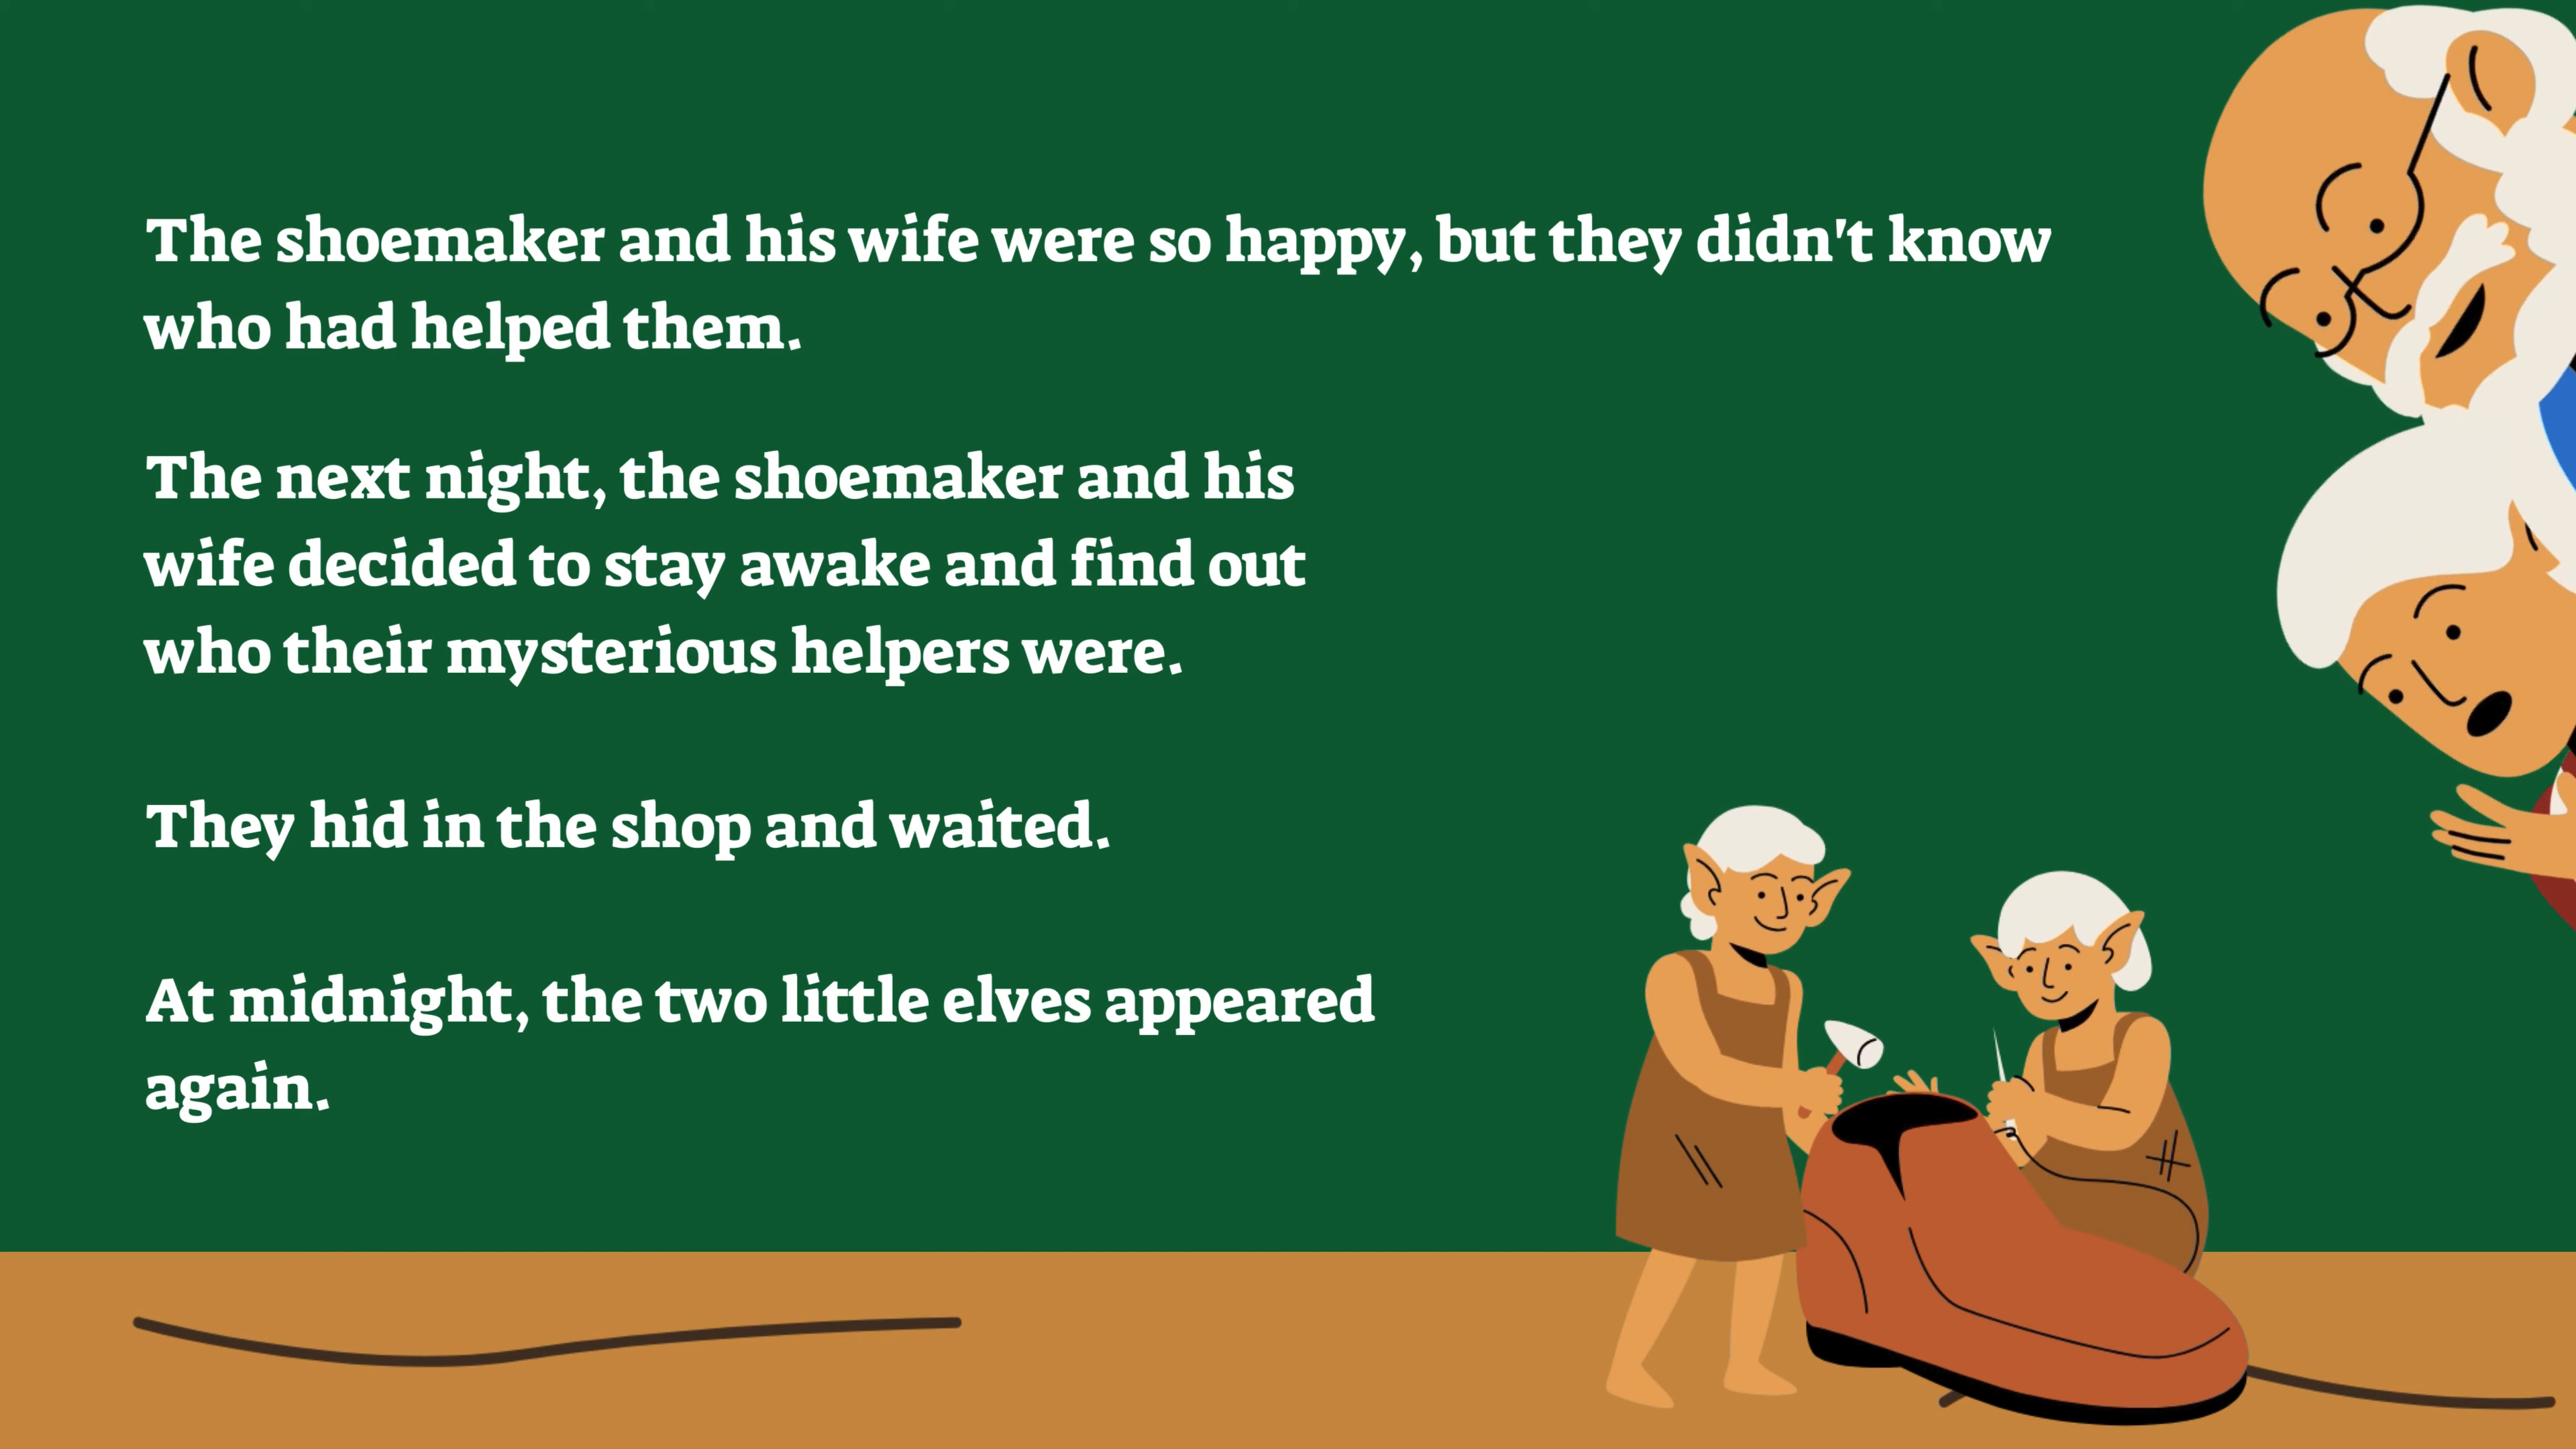 The shoemaker and his wife were so happy, but they didn't know
who had helped them.
The next night, the shoemaker and his
wife decided to stay awake and find out
who their mysterious helpers were.
They hid in the shop and waited.
At midnight, the two little elves appeared
again.